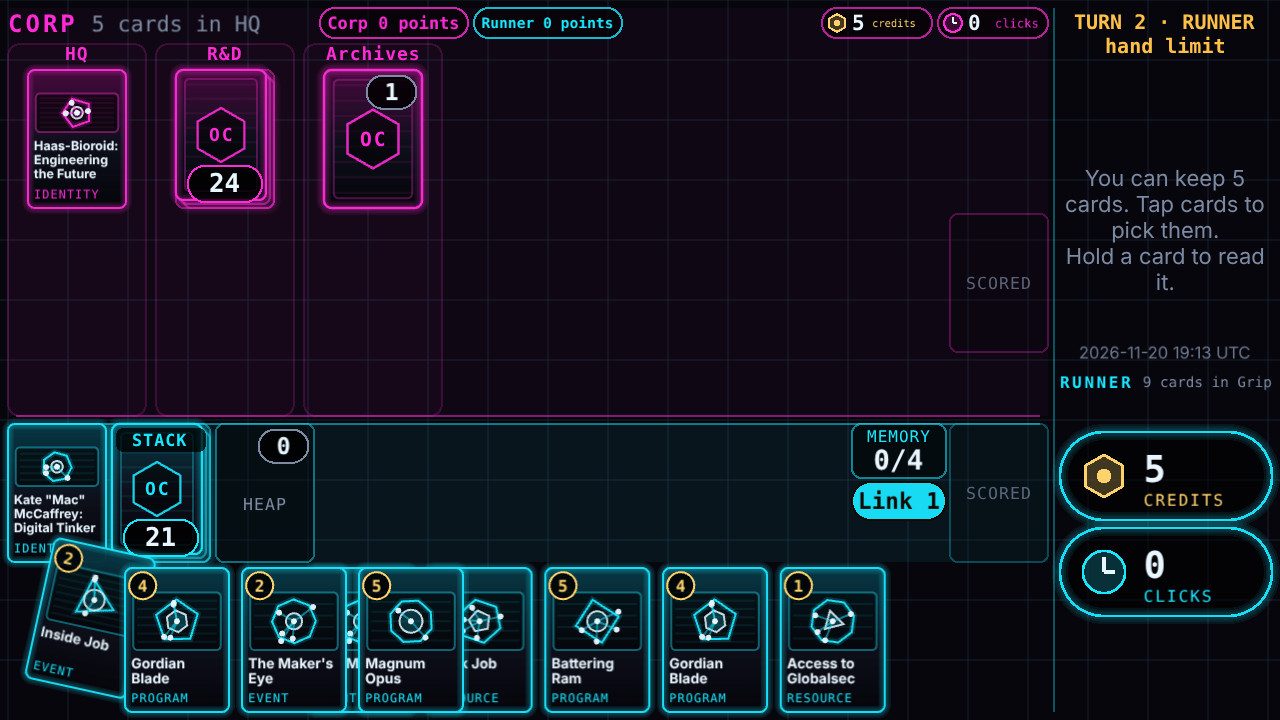 CORP 5 cards in HQ
Corp 0 points
Runner 0 points
5 credits
0 clicks
TURN 2 · RUNNER
hand limit
HQ
R&D
Archives
Haas-Bioroid:
Engineering
the Future
IDENTITY
OC
24
1
OC
SCORED
You can keep 5
cards. Tap cards to
pick them.
Hold a card to read
it.
2026-11-20 19:13 UTC
RUNNER 9 cards in Grip
Kate "Mac"
McCaffrey:
Digital Tinker
STACK
OC
21
0
HEAP
MEMORY
0/4
Link 1
SCORED
5
CREDITS
0
CLICKS
2
Inside Job
EVENT
4
Gordian
Blade
PROGRAM
2
The Maker's
Eye
EVENT
5
Magnum
Opus
PROGRAM
Job
5
Battering
Ram
PROGRAM
4
Gordian
Blade
PROGRAM
1
Access to
Globalsec
RESOURCE